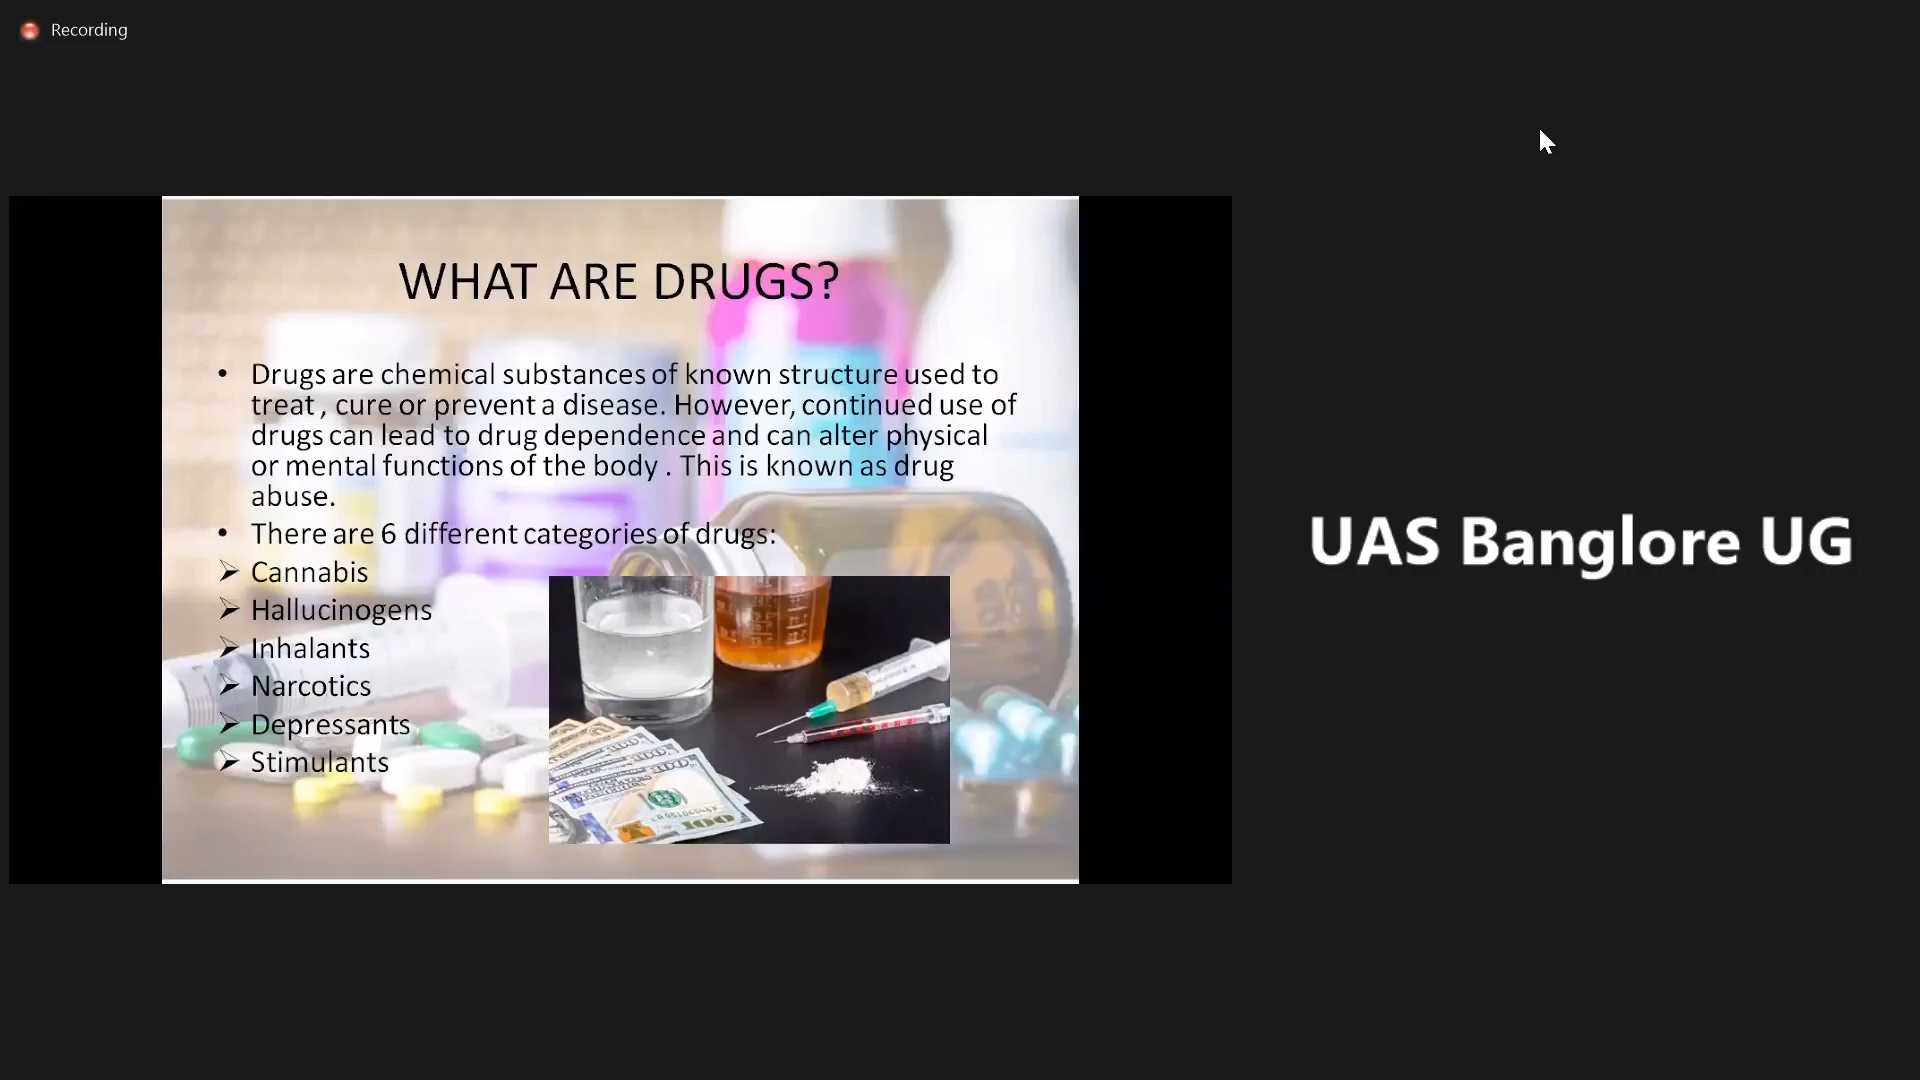 Recording
WHAT ARE DRUGS?
• Drugs are chemical substances of known structure used to
treat , cure or prevent a disease. However, continued use of
drugs can lead to drug dependence and can alter physical
or mental functions of the body . This is known as drug
abuse.
• There are 6 different categories of drugs:
➢ Cannabis
➢ Hallucinogens
➢ Inhalants
➢ Narcotics
➢ Depressants
➢ Stimulants
100
UAS Banglore UG